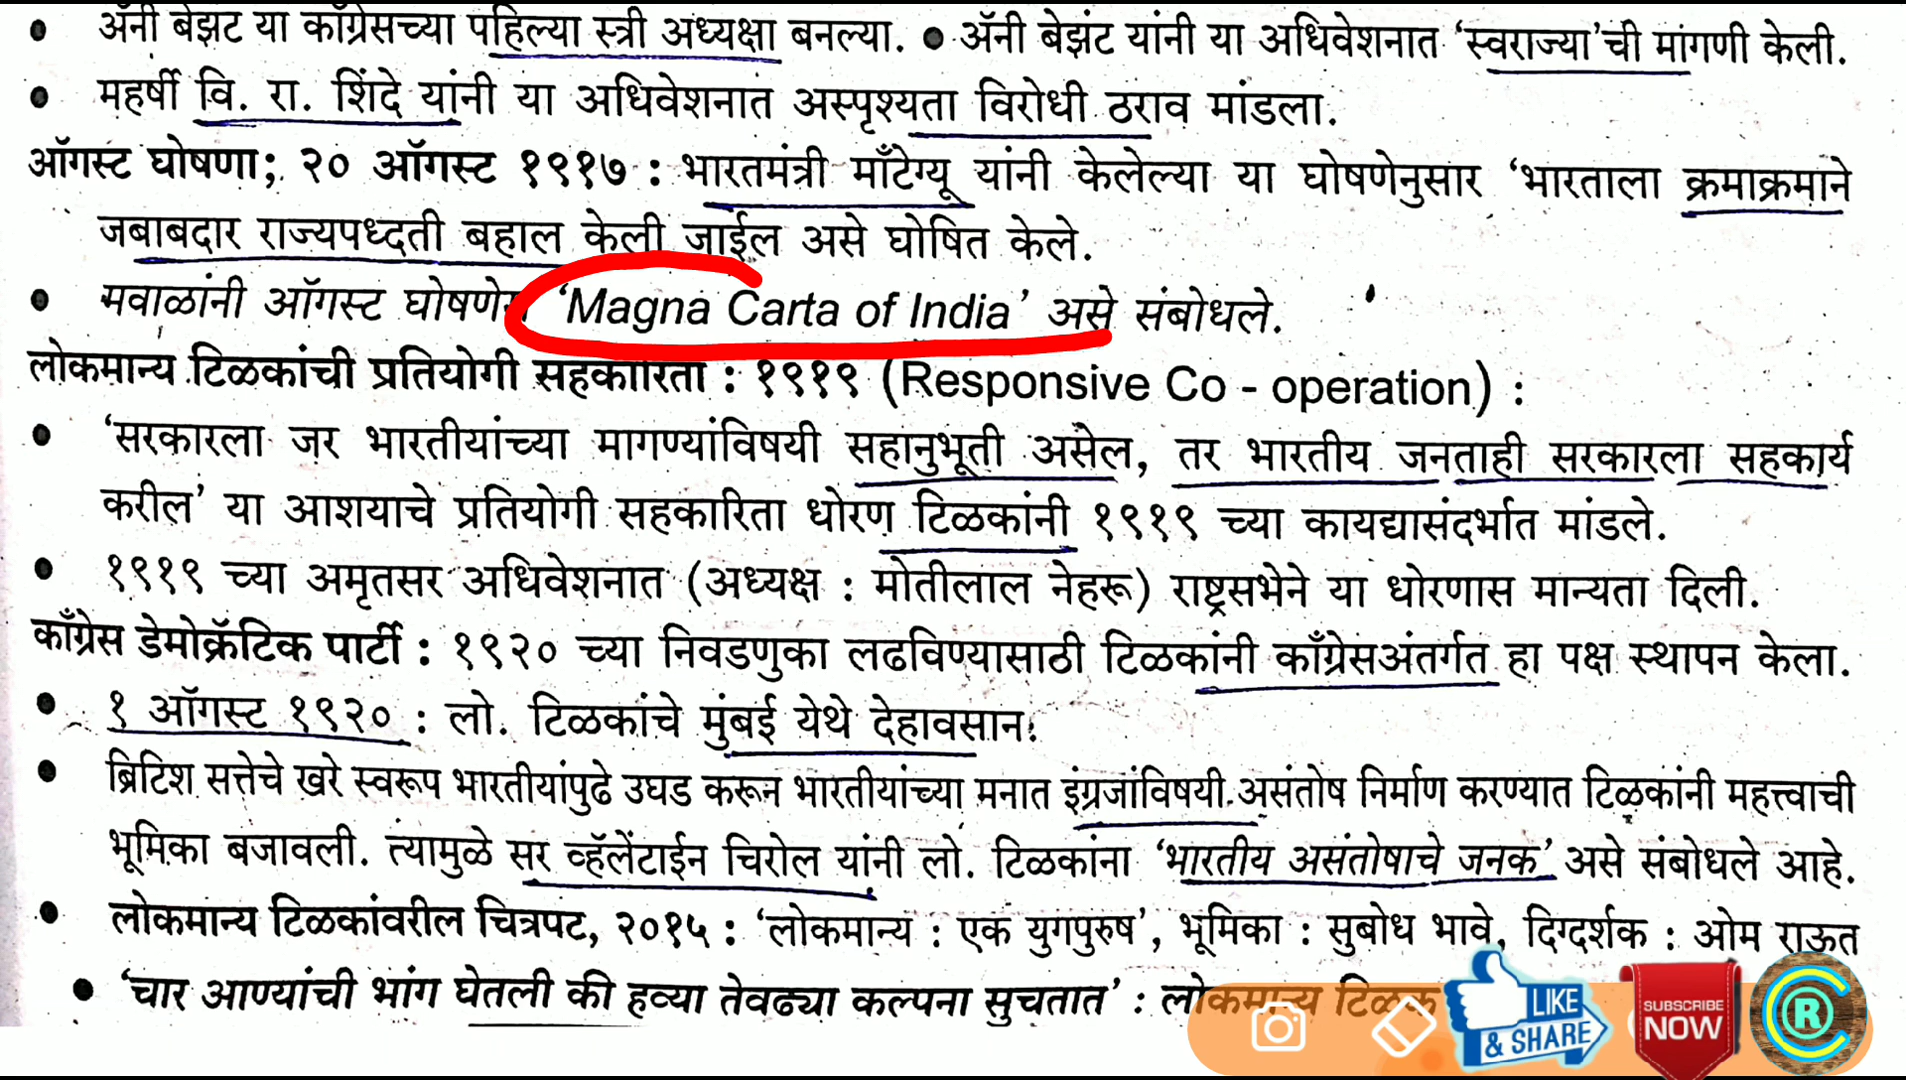 • ॲनी बेझंट या काँग्रेसच्या पहिल्या स्त्री अध्यक्षा बनल्या. • ॲनी बेझंट यांनी या अधिवेशनात ‘स्वराज्या’ची मांगणी केली.
• महर्षी वि. रा. शिंदे यांनी या अधिवेशनात अस्पृश्यता विरोधी ठराव मांडला.
ऑगस्ट घोषणा; २० ऑगस्ट १९१७ : भारतमंत्री माँटेग्यू यांनी केलेल्या या घोषणेनुसार ‘भारताला क्रमाक्रमाने
जबाबदार राज्यपध्दती बहाल केली जाईल असे घोषित केले.
• मवाळांनी ऑगस्ट ‘Magna Carta of India’ असे संबोधले.
लोकमान्य टिळकांची प्रतियोगी सहकारिता : १९१९ (Responsive Co - operation) :
• ‘सरकारला जर भारतीयांच्या मागण्यांविषयी सहानुभूती असेल, तर भारतीय जनताही सरकारला सहकार्य
करील’ या आशयाचे प्रतियोगी सहकारिता धोरण टिळकांनी १९१९ च्या कायद्यासंदर्भात मांडले.
• १९१९ च्या अमृतसर अधिवेशनात (अध्यक्ष : मोतीलाल नेहरू) राष्ट्रसभेने या धोरणास मान्यता दिली.
काँग्रेस डेमोक्रॅटिक पार्टी : १९२० च्या निवडणुका लढविण्यासाठी टिळकांनी काँग्रेसअंतर्गत हा पक्ष स्थापन केला.
• १ ऑगस्ट १९२० : लो. टिळकांचे मुंबई येथे देहावसान.
• ब्रिटिश सत्तेचे खरे स्वरूप भारतीयांपुढे उघड करून भारतीयांच्या मनात इंग्रजांविषयी असंतोष निर्माण करण्यात टिळकांनी महत्त्वाची
भूमिका बजावली. त्यामुळे सर व्हॅलेंटाईन चिरोल यांनी लो. टिळकांना ‘भारतीय असंतोषाचे जनक’ असे संबोधले आहे.
• लोकमान्य टिळकांवरील चित्रपट, २०१५ : ‘लोकमान्य : एक युगपुरुष’, भूमिका : सुबोध भावे, दिग्दर्शक : ओम राऊत
• ‘चार आण्यांची भांग घेतली की हव्या तेवढ्या कल्पना सुचतात’ : लोकमान्य टिळक
LIKE
& SHARE
SUBSCRIBE
NOW
R